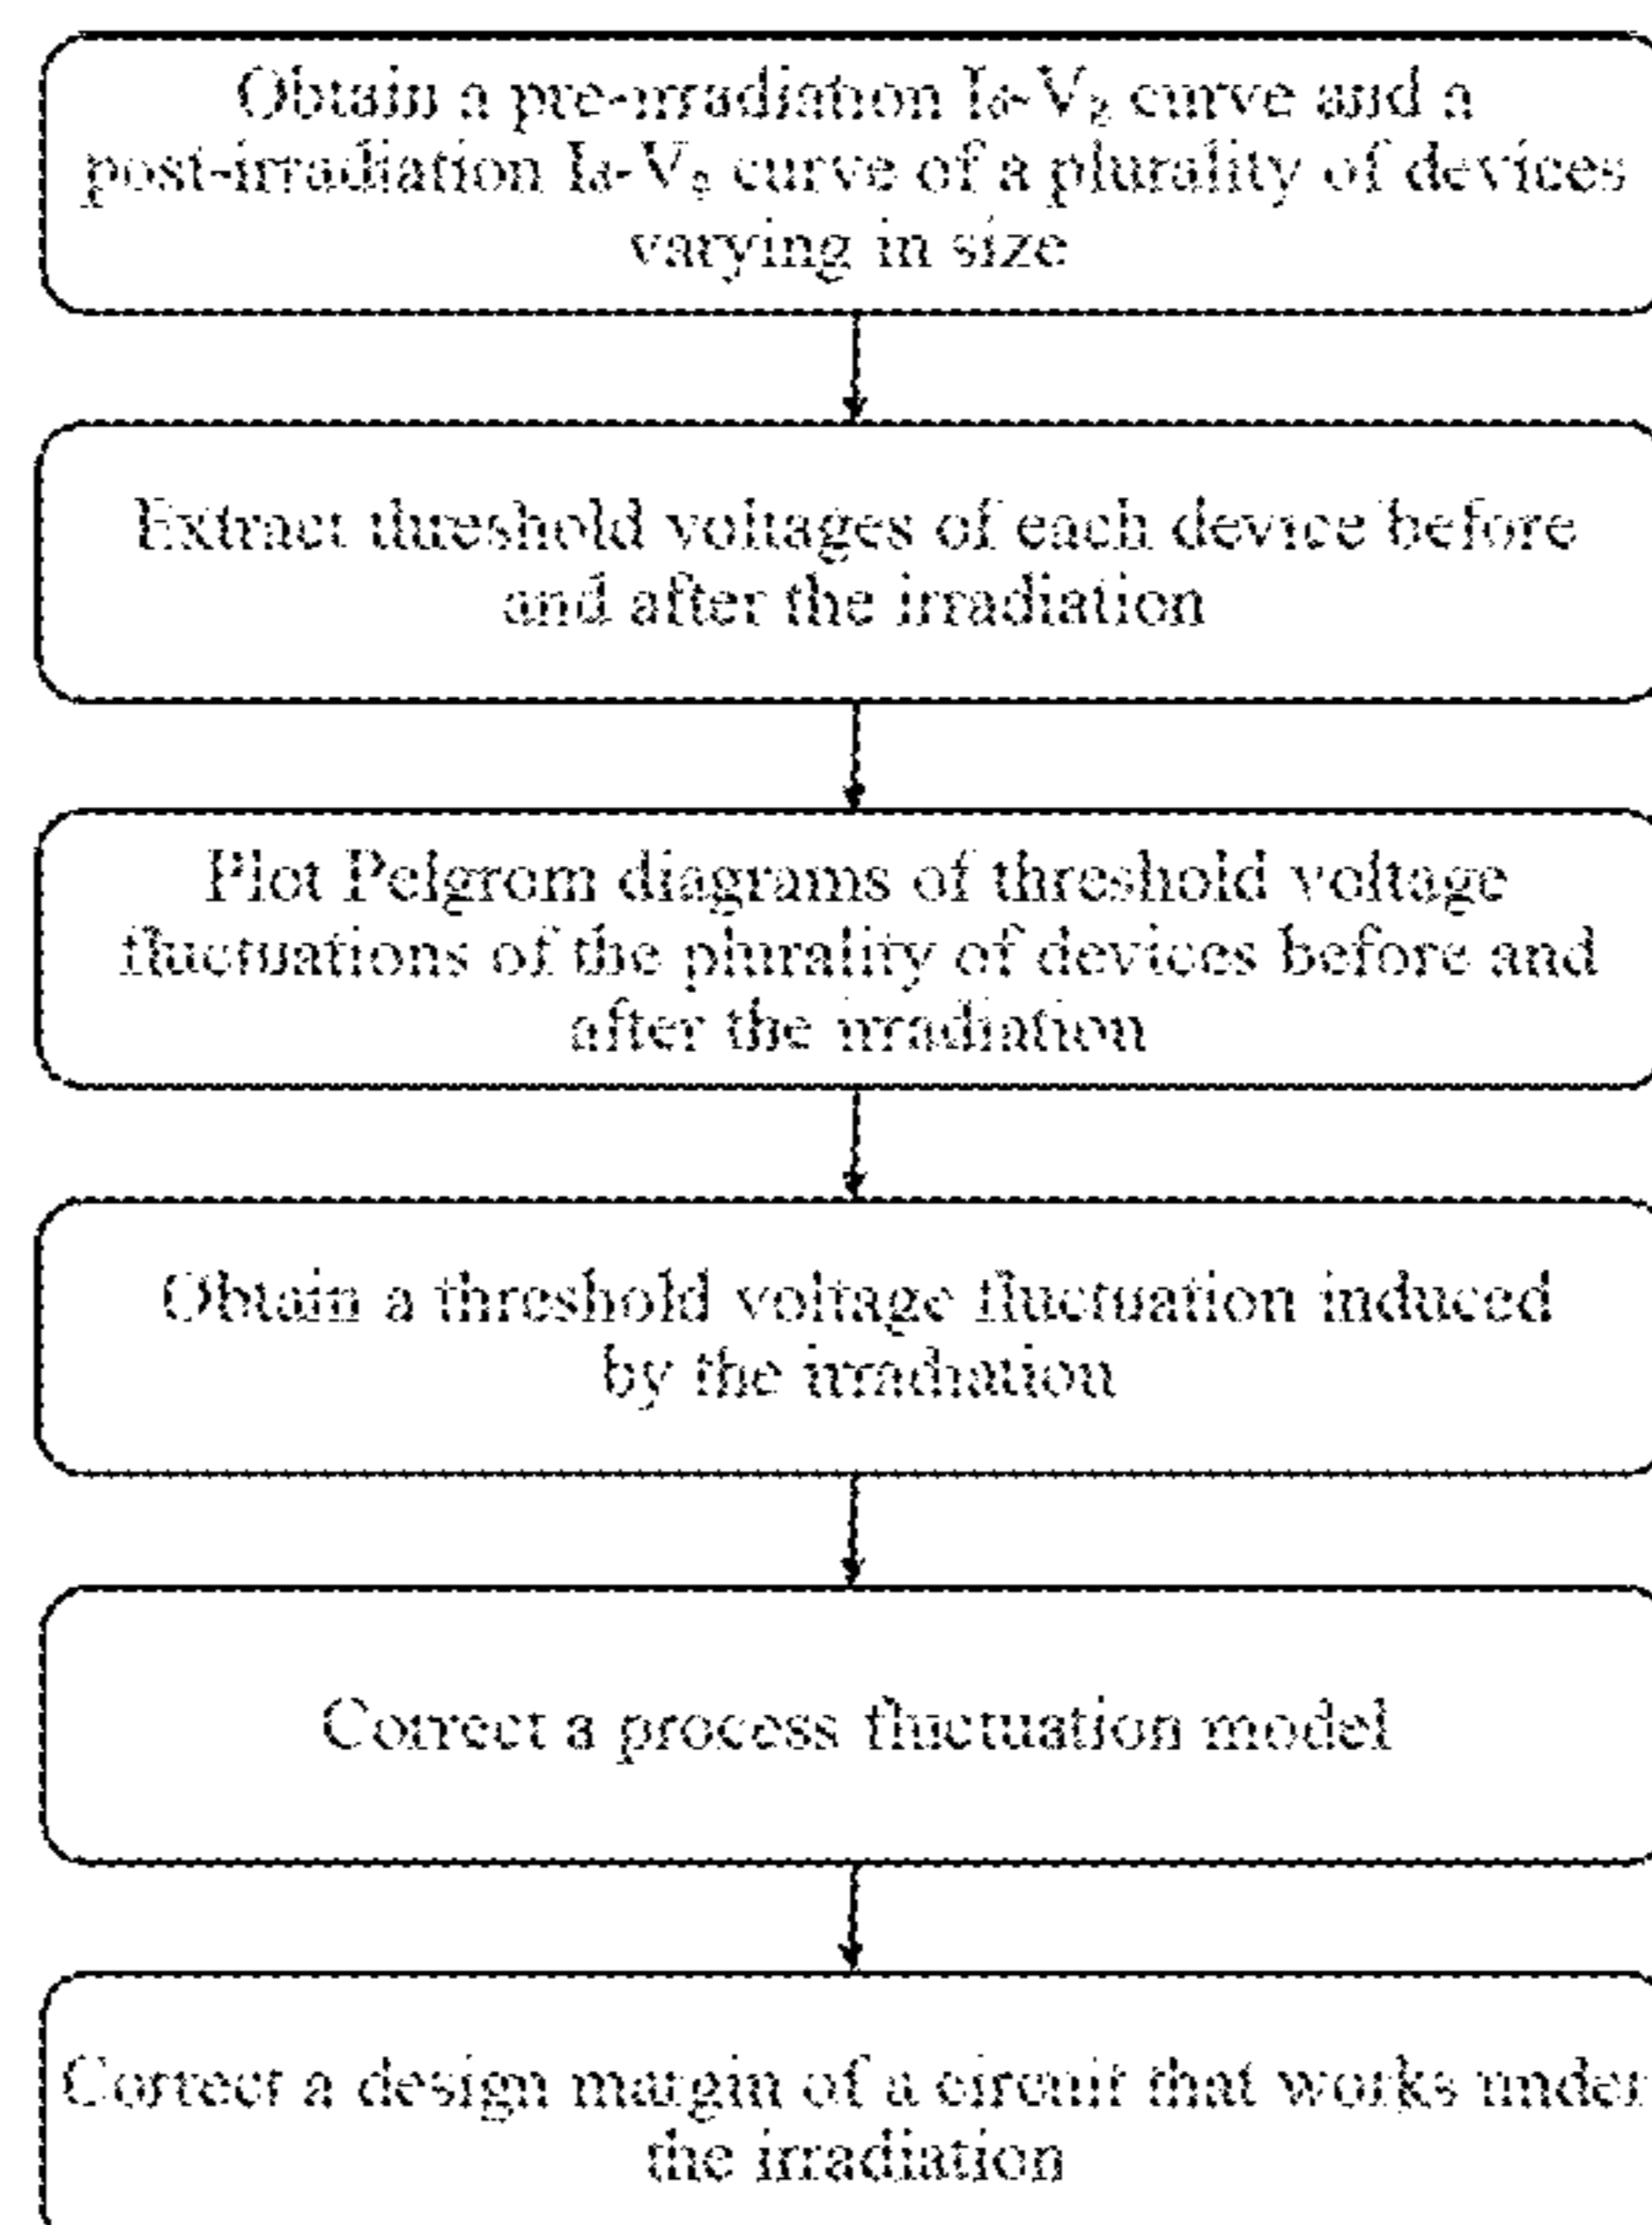 Obtain a pre-irradiation Id-Vg curve and a
post-irradiation Id-Vg curve of a plurality of devices
varying in size
Extract threshold voltages of each device before
and after the irradiation
Plot Pelgrom diagrams of threshold voltage
fluctuations of the plurality of devices before and
after the irradiation
Obtain a threshold voltage fluctuation induced
by the irradiation
Correct a process fluctuation model
Correct a design margin of a circuit that works under
the irradiation